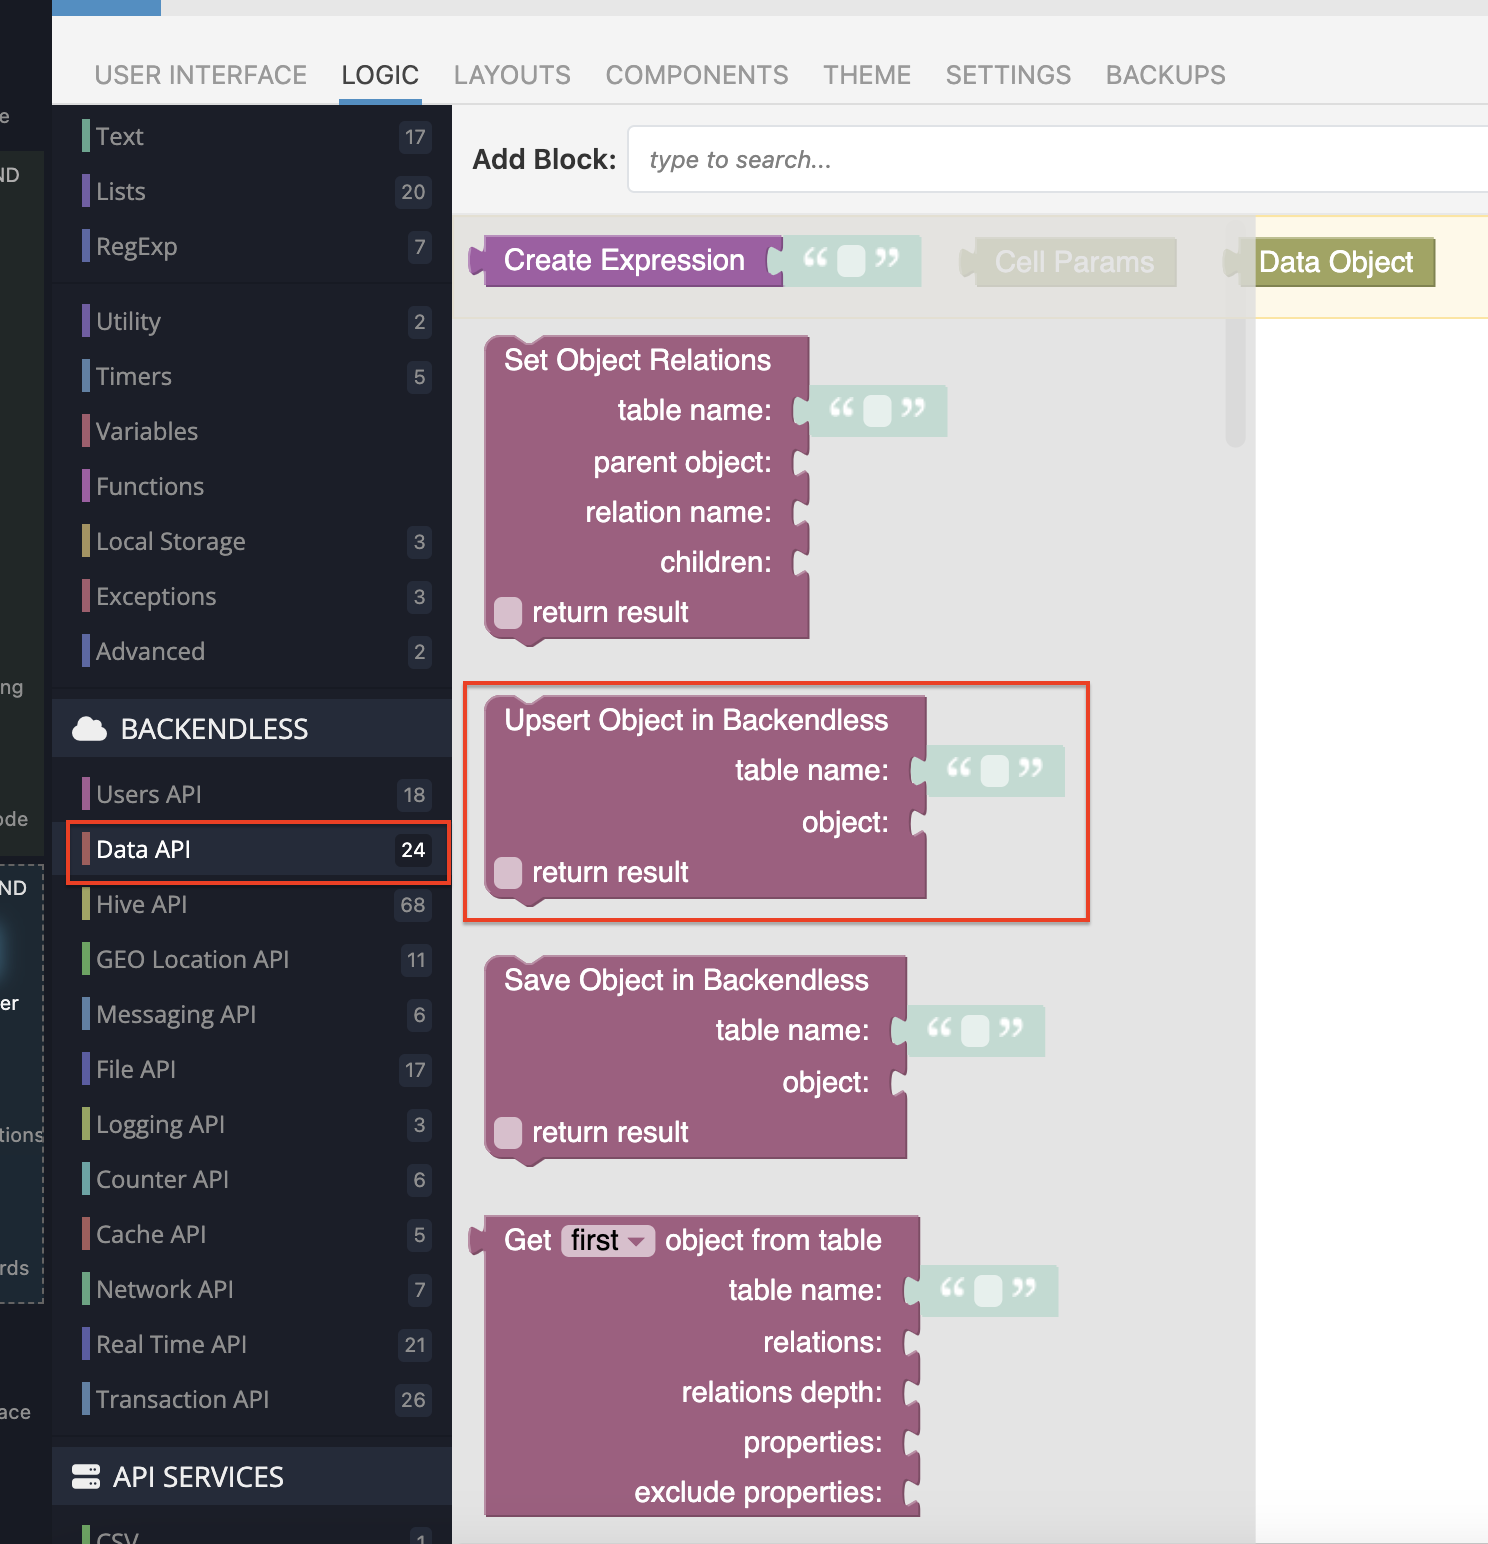 USER INTERFACE LOGIC LAYOUTS COMPONENTS THEME SETTINGS BACKUPS
e
ND
ng
ode
ND
er
tions
rds
ace
Text 17
Lists 20
RegExp 7
Utility 2
Timers 5
Variables
Functions
Local Storage 3
Exceptions 3
Advanced 2
BACKENDLESS
Users API 18
Data API 24
Hive API 68
GEO Location API 11
Messaging API 6
File API 17
Logging API 3
Counter API 6
Cache API 5
Network API 7
Real Time API 21
Transaction API 26
API SERVICES
CSV 1
Add Block: type to search...
Create Expression “ ” Cell Params Data Object
Set Object Relations
table name: “ ”
parent object:
relation name:
children:
return result
Upsert Object in Backendless
table name: “ ”
object:
return result
Save Object in Backendless
table name: “ ”
object:
return result
Get first object from table
table name: “ ”
relations:
relations depth:
properties:
exclude properties: